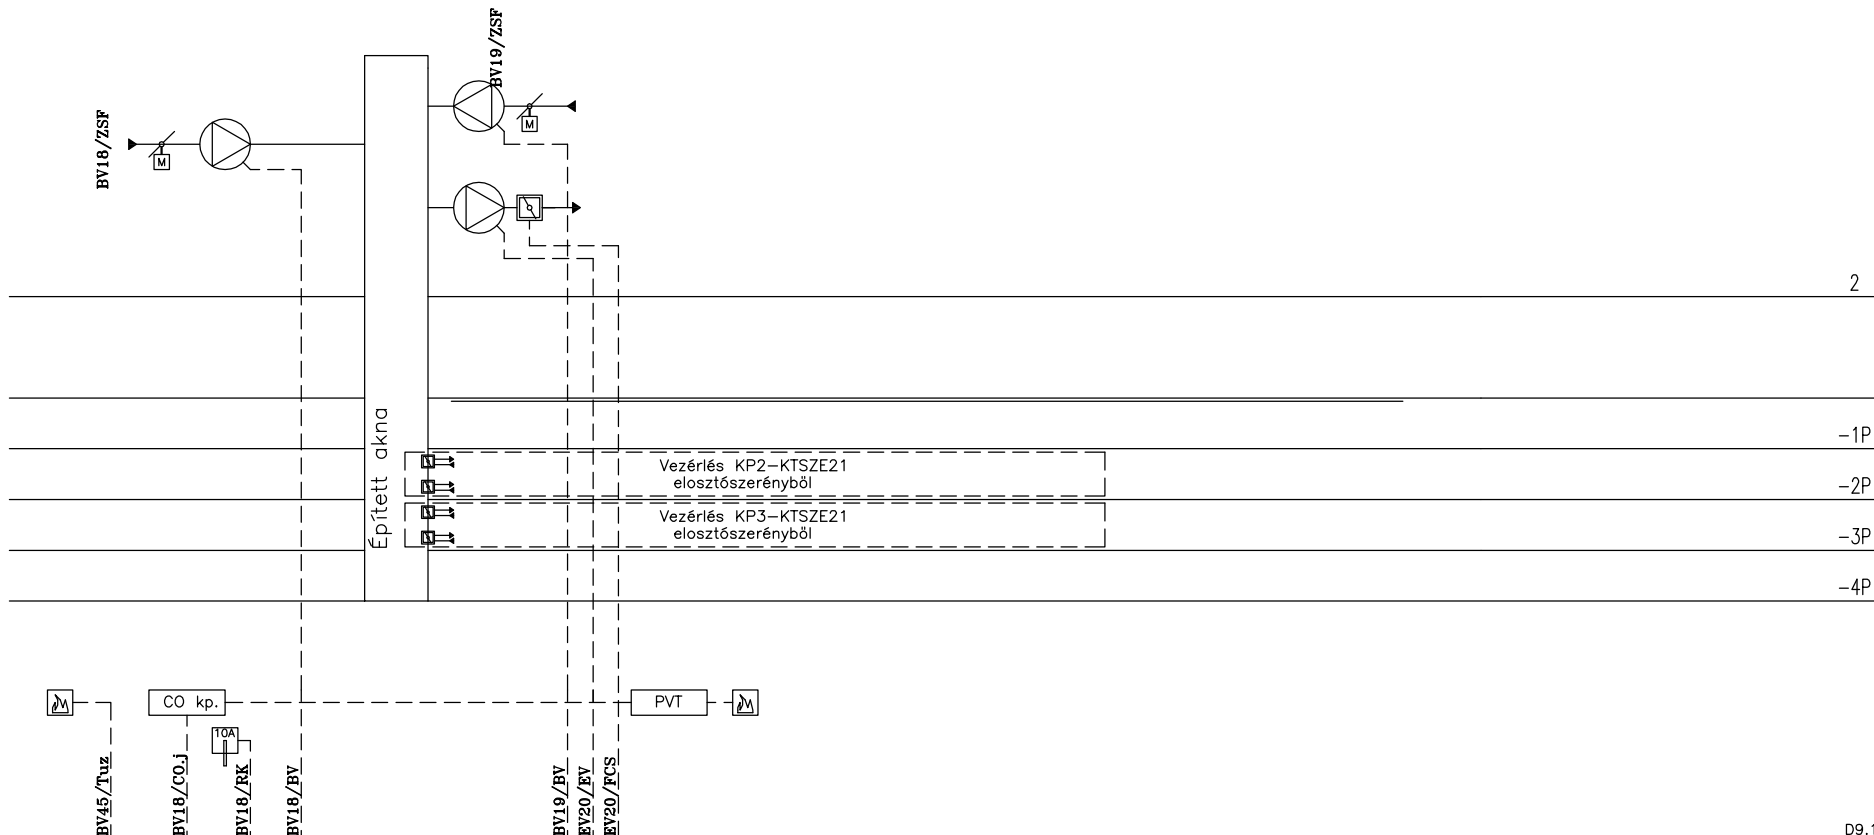 BV19/ZSF
BV18/ZSF
M
M
2
Épített akna
-1P
Vezérlés KP2-KTSZE21
elosztószerényből
-2P
Vezérlés KP3-KTSZE21
elosztószerényből
-3P
-4P
CO kp.
PVT
10A
BV45/Tuz
BV18/CO.j
BV18/RK
BV18/BV
BV19/BV
EV20/EV
EV20/FCS
D9.1